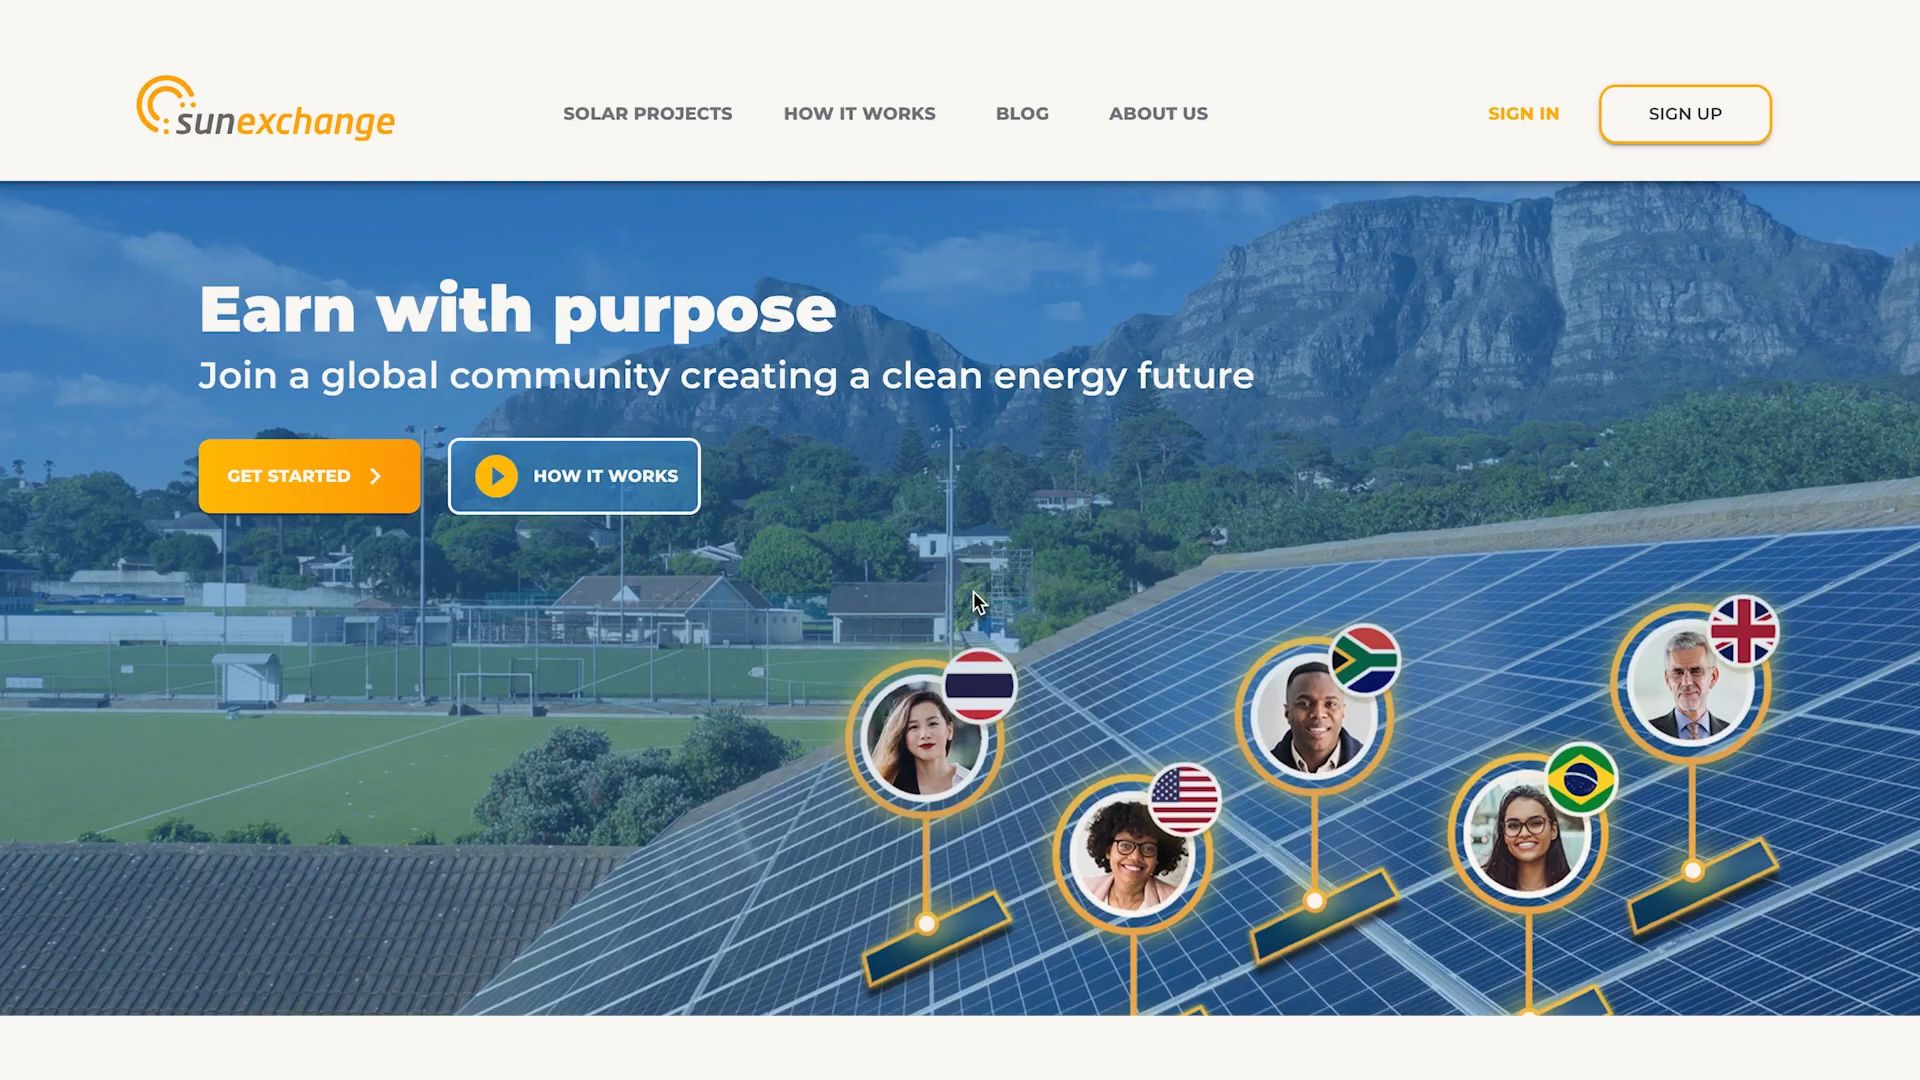 sunexchange
SOLAR PROJECTS
HOW IT WORKS
BLOG
ABOUT US
SIGN IN
SIGN UP
Earn with purpose
Join a global community creating a clean energy future
GET STARTED
HOW IT WORKS